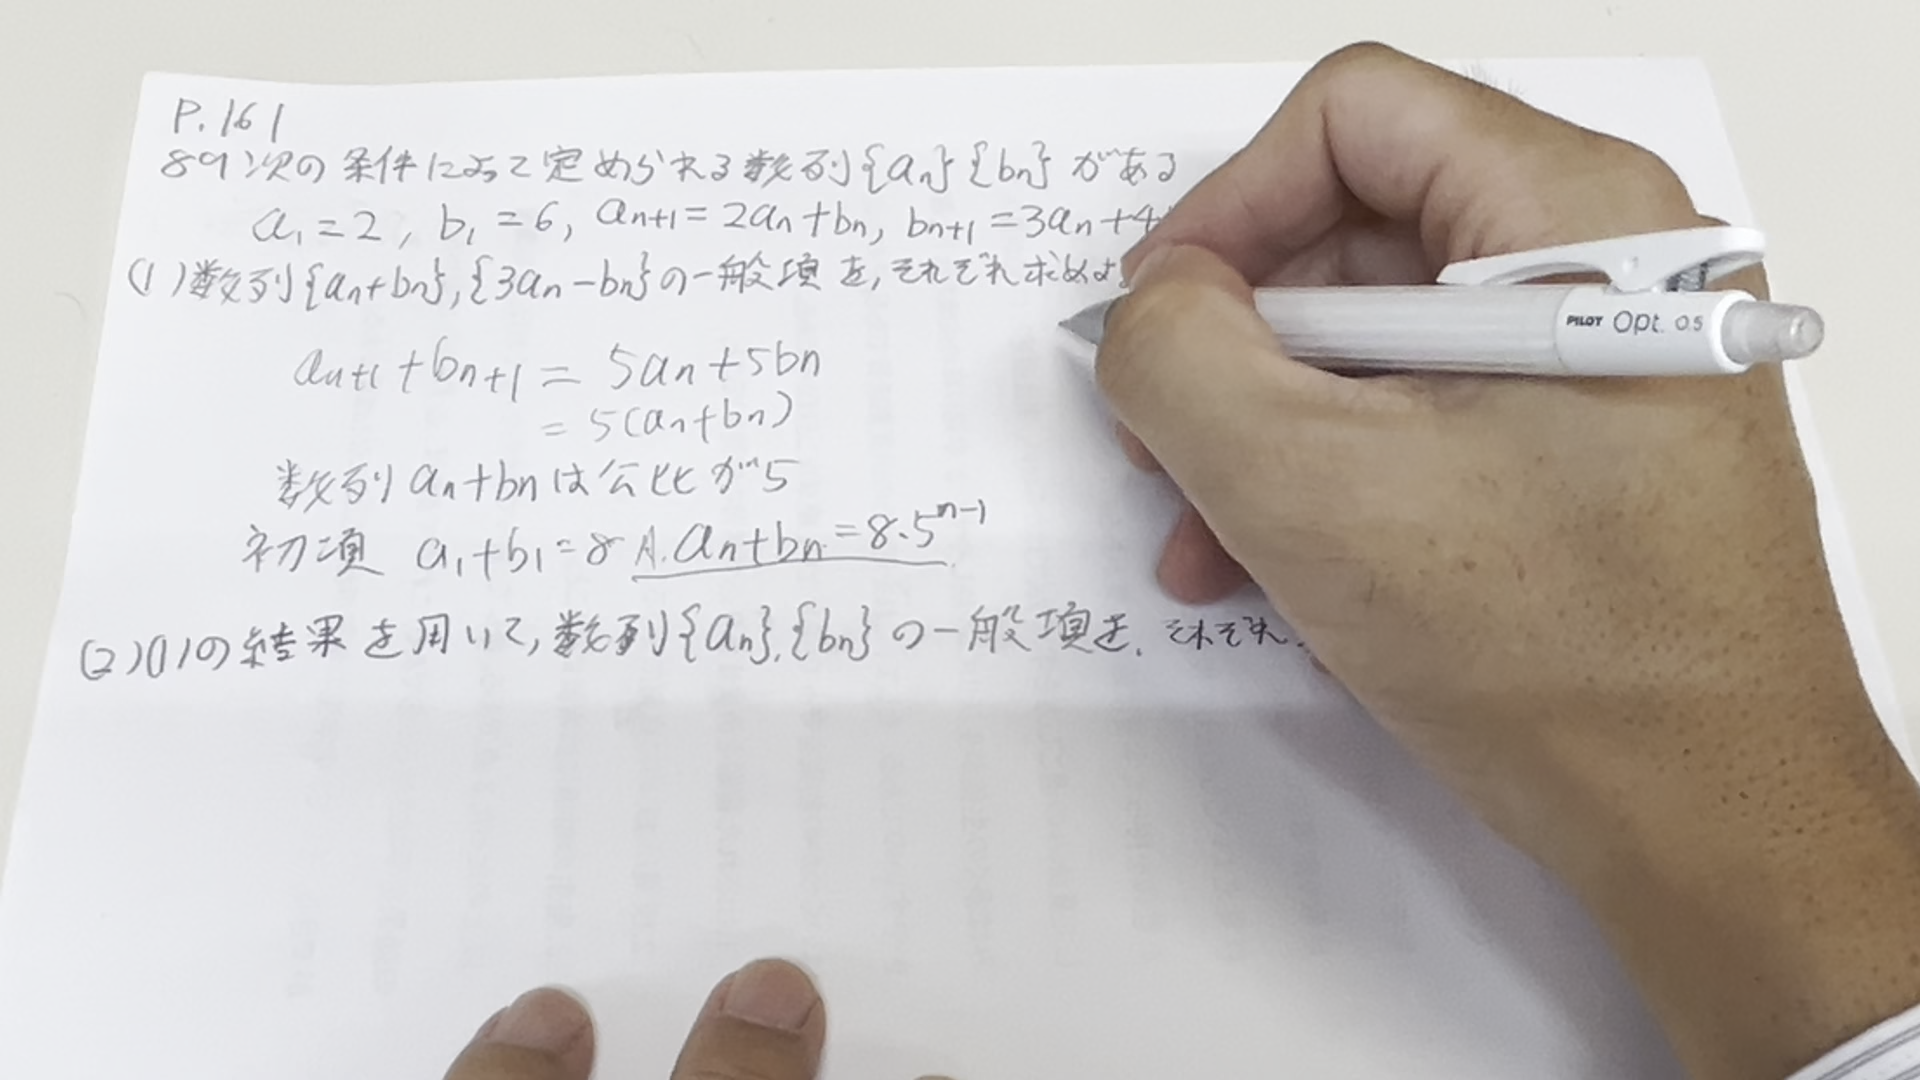 P.161
89 次の条件によって定められる数列{an}{bn}がある
a₁=2, b₁=6, an+1=2an+bn, bn+1=3an+4
(1)数列{an+bn},{3an-bn}の一般項を,それぞれ求めよ
an+1+bn+1=5an+5bn
=5(an+bn)
数列an+bnは公比が5
初項 a₁+b₁=8 A.an+bn=8・5ⁿ⁻¹
(2)(1)の結果を用いて,数列{an},{bn}の一般項を,それぞれ
PILOT Opt. 0.5